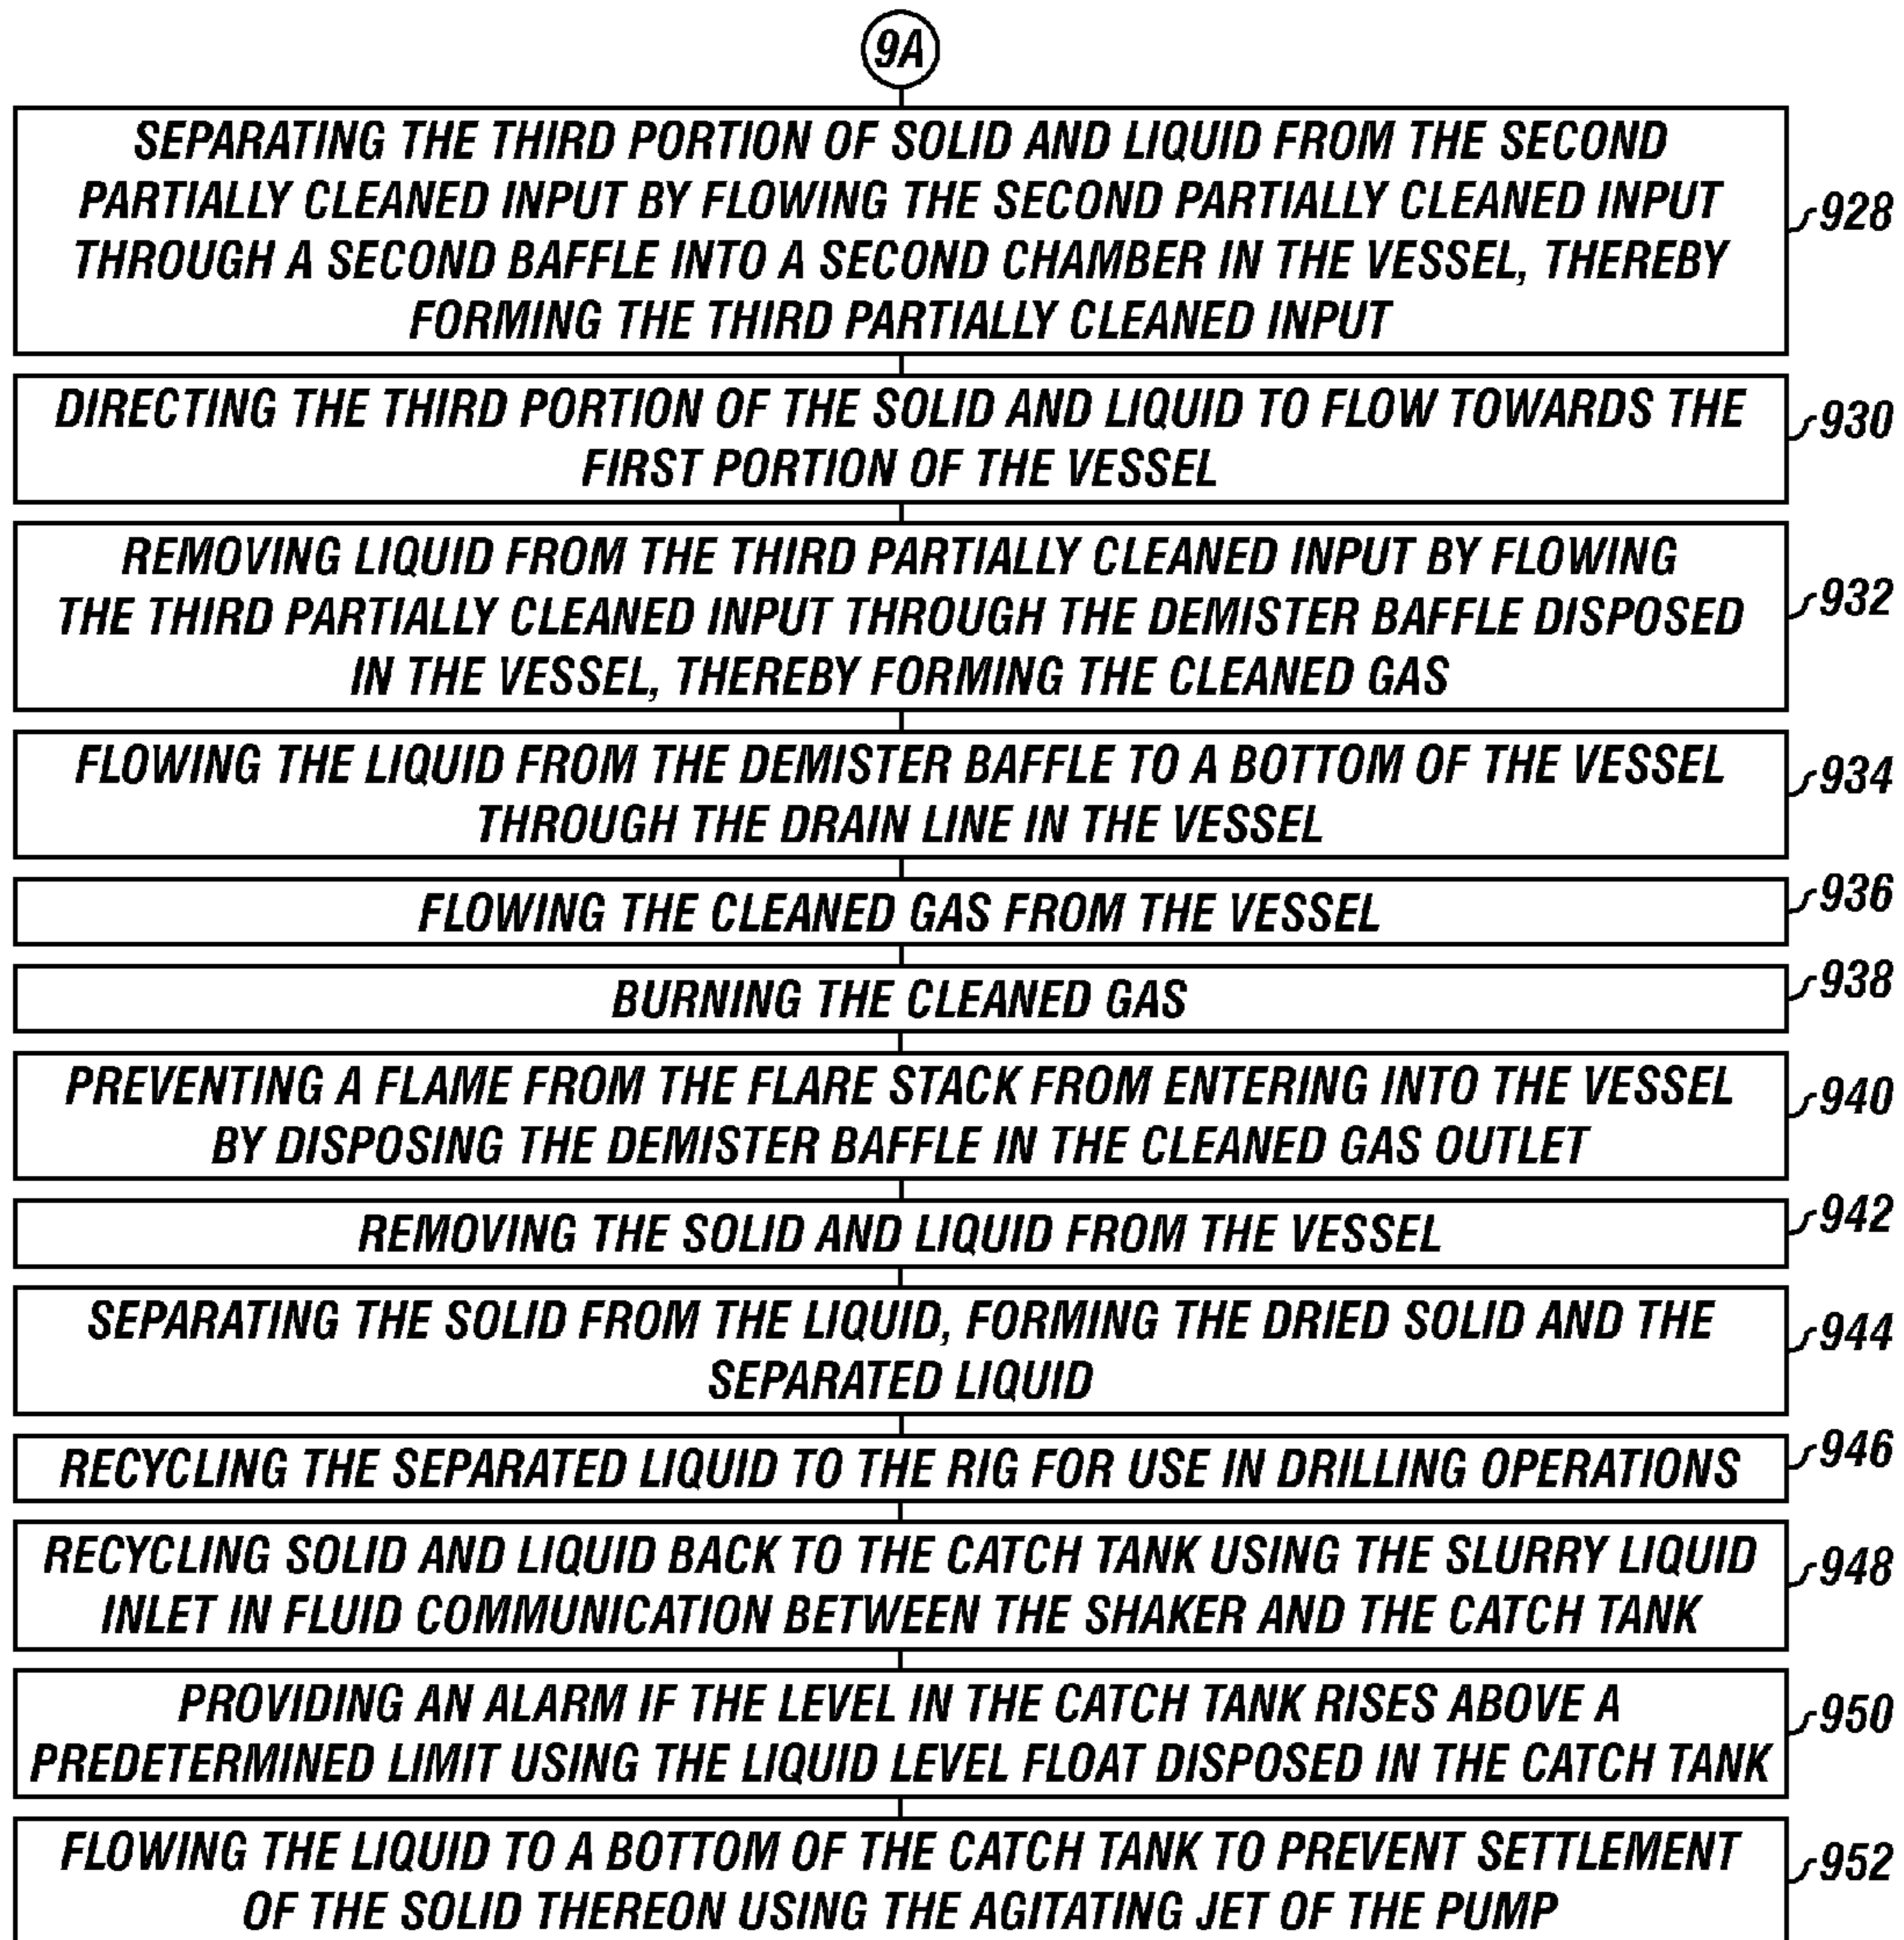 9A
SEPARATING THE THIRD PORTION OF SOLID AND LIQUID FROM THE SECOND
PARTIALLY CLEANED INPUT BY FLOWING THE SECOND PARTIALLY CLEANED INPUT
THROUGH A SECOND BAFFLE INTO A SECOND CHAMBER IN THE VESSEL, THEREBY
FORMING THE THIRD PARTIALLY CLEANED INPUT
928
DIRECTING THE THIRD PORTION OF THE SOLID AND LIQUID TO FLOW TOWARDS THE
FIRST PORTION OF THE VESSEL
930
REMOVING LIQUID FROM THE THIRD PARTIALLY CLEANED INPUT BY FLOWING
THE THIRD PARTIALLY CLEANED INPUT THROUGH THE DEMISTER BAFFLE DISPOSED
IN THE VESSEL, THEREBY FORMING THE CLEANED GAS
932
FLOWING THE LIQUID FROM THE DEMISTER BAFFLE TO A BOTTOM OF THE VESSEL
THROUGH THE DRAIN LINE IN THE VESSEL
934
FLOWING THE CLEANED GAS FROM THE VESSEL
936
BURNING THE CLEANED GAS
938
PREVENTING A FLAME FROM THE FLARE STACK FROM ENTERING INTO THE VESSEL
BY DISPOSING THE DEMISTER BAFFLE IN THE CLEANED GAS OUTLET
940
REMOVING THE SOLID AND LIQUID FROM THE VESSEL
942
SEPARATING THE SOLID FROM THE LIQUID, FORMING THE DRIED SOLID AND THE
SEPARATED LIQUID
944
RECYCLING THE SEPARATED LIQUID TO THE RIG FOR USE IN DRILLING OPERATIONS
946
RECYCLING SOLID AND LIQUID BACK TO THE CATCH TANK USING THE SLURRY LIQUID
INLET IN FLUID COMMUNICATION BETWEEN THE SHAKER AND THE CATCH TANK
948
PROVIDING AN ALARM IF THE LEVEL IN THE CATCH TANK RISES ABOVE A
PREDETERMINED LIMIT USING THE LIQUID LEVEL FLOAT DISPOSED IN THE CATCH TANK
950
FLOWING THE LIQUID TO A BOTTOM OF THE CATCH TANK TO PREVENT SETTLEMENT
OF THE SOLID THEREON USING THE AGITATING JET OF THE PUMP
952